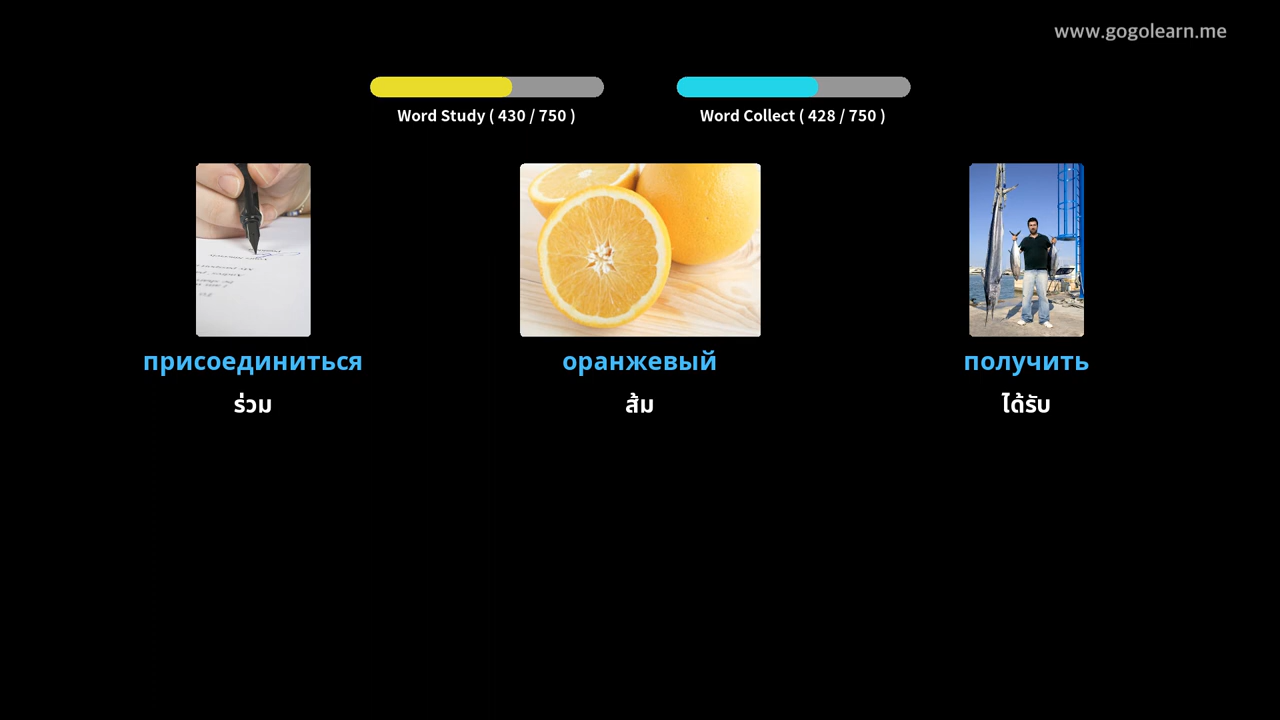 www.gogolearn.me
Word Study ( 430 / 750 )
Word Collect ( 428 / 750 )
присоединиться
оранжевый
получить
ร่วม
ส้ม
ได้รับ